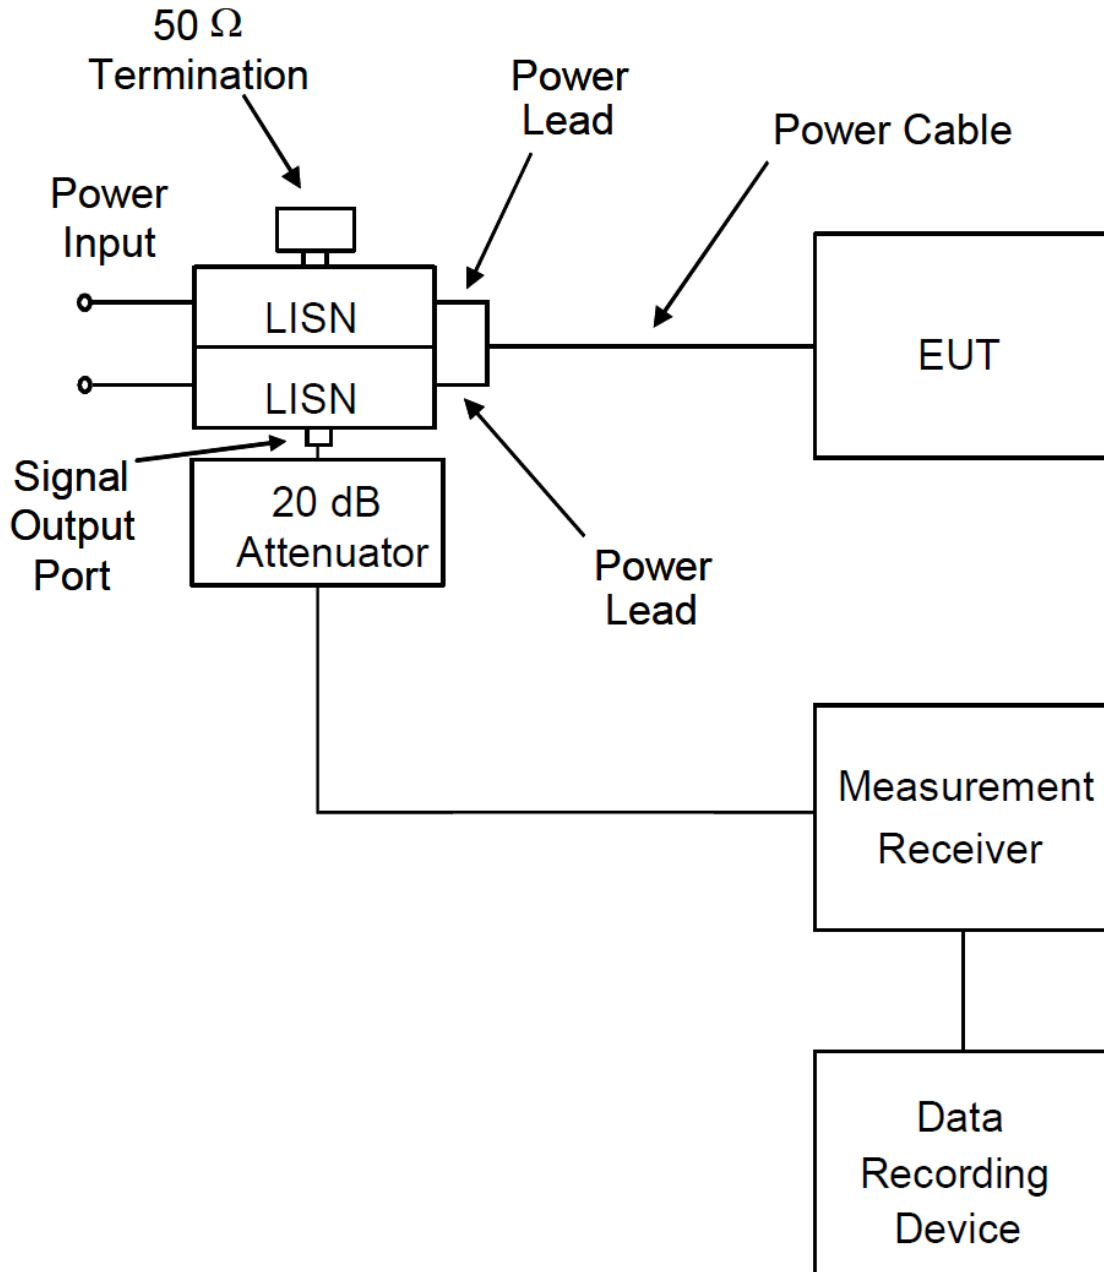 50 Ω
Termination
Power
Lead
Power Cable
Power
Input
LISN
LISN
EUT
Signal
Output
Port
20 dB
Attenuator
Power
Lead
Measurement
Receiver
Data
Recording
Device